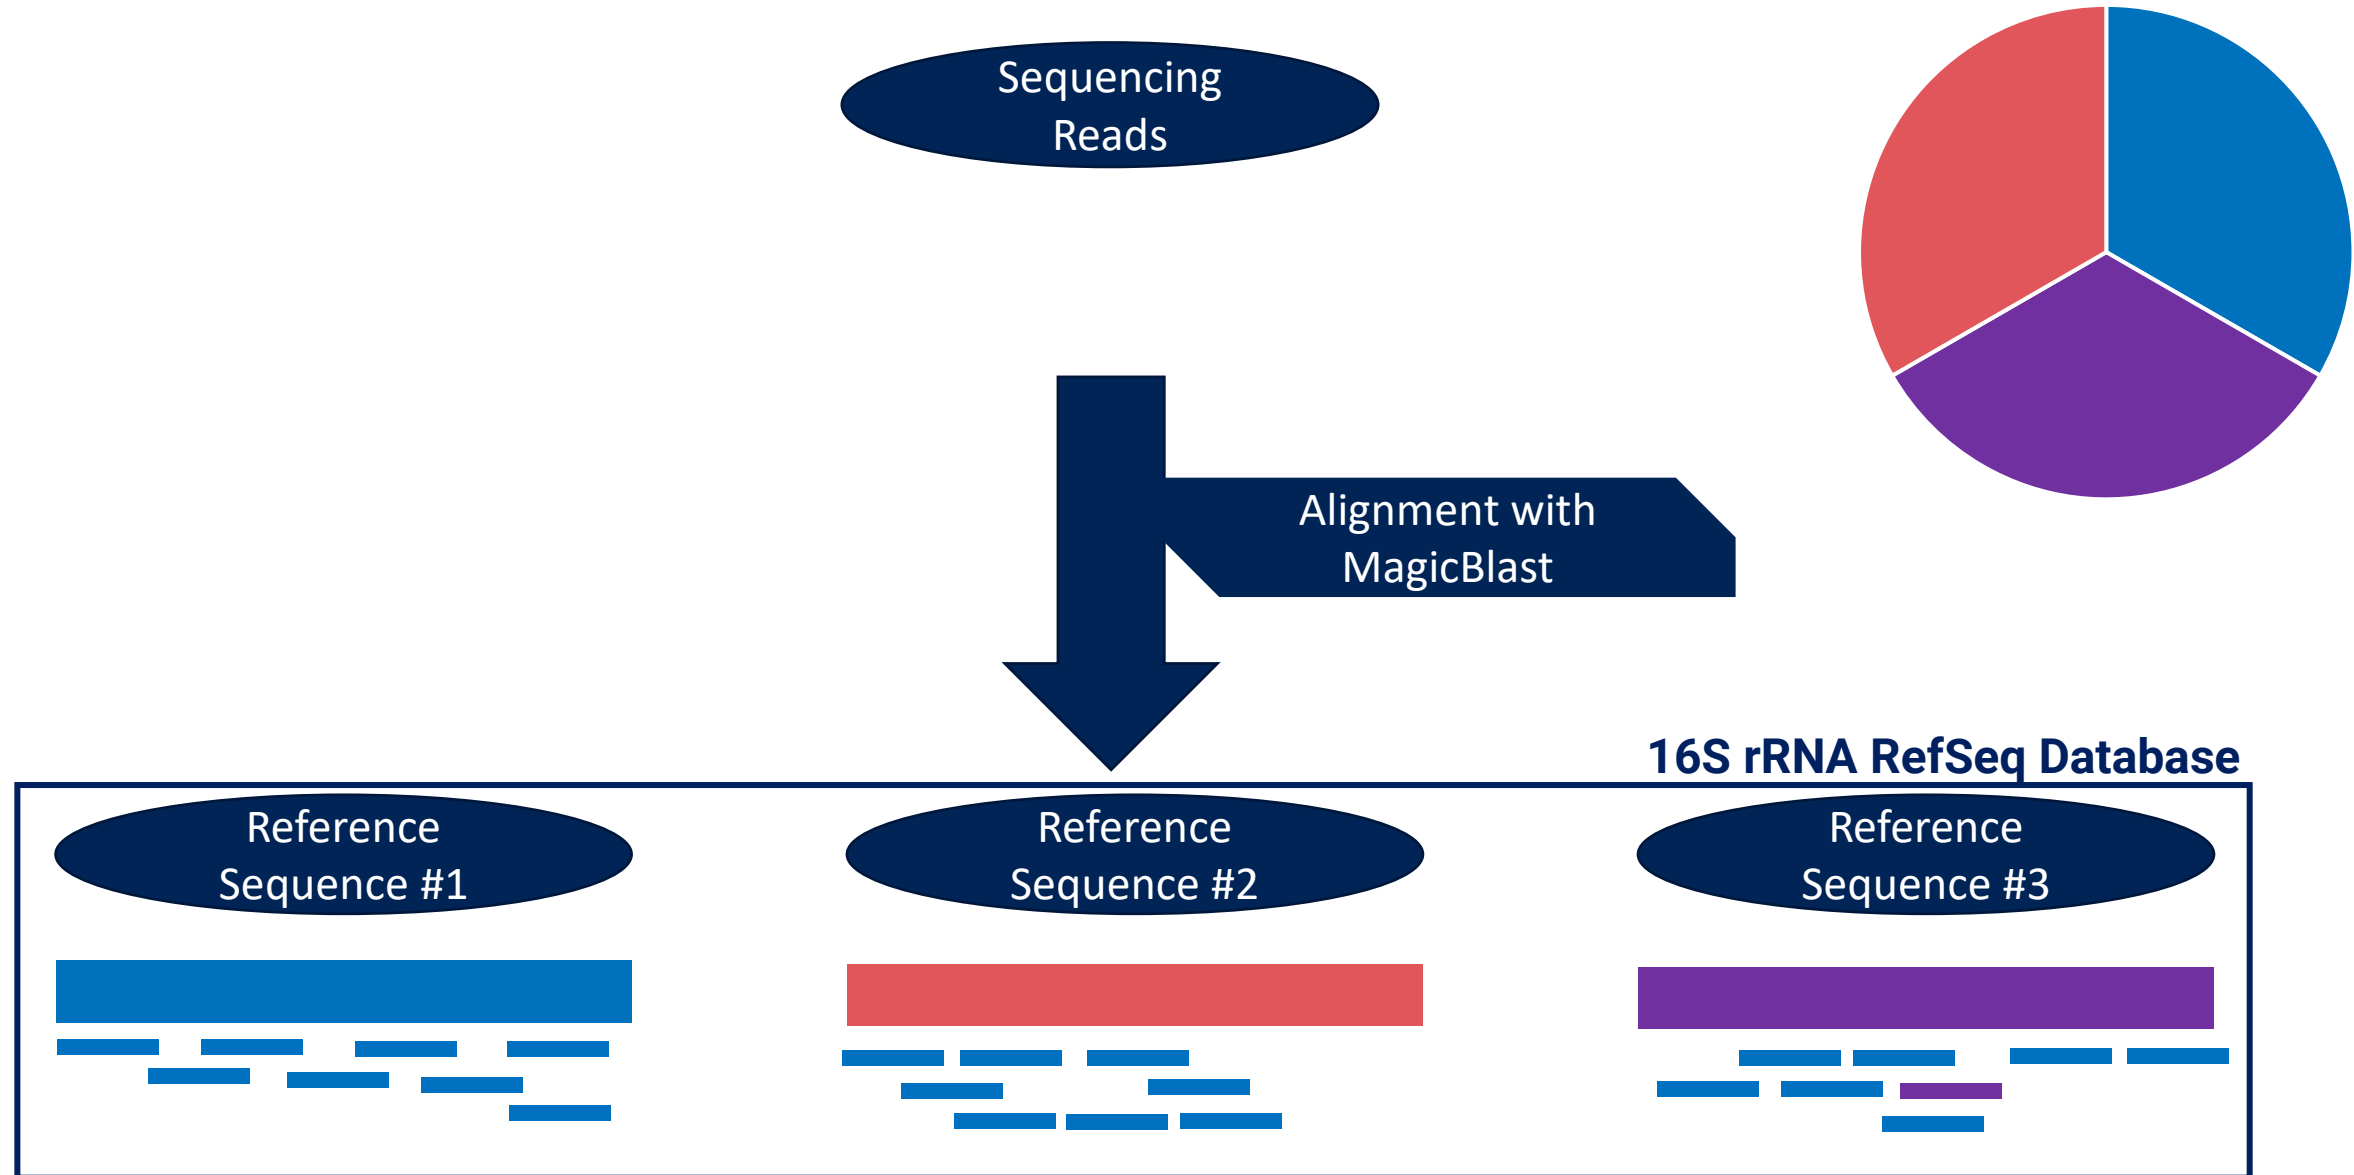 Sequencing
Reads
Alignment with
MagicBlast
16S rRNA RefSeq Database
Reference
Sequence #1
Reference
Sequence #2
Reference
Sequence #3